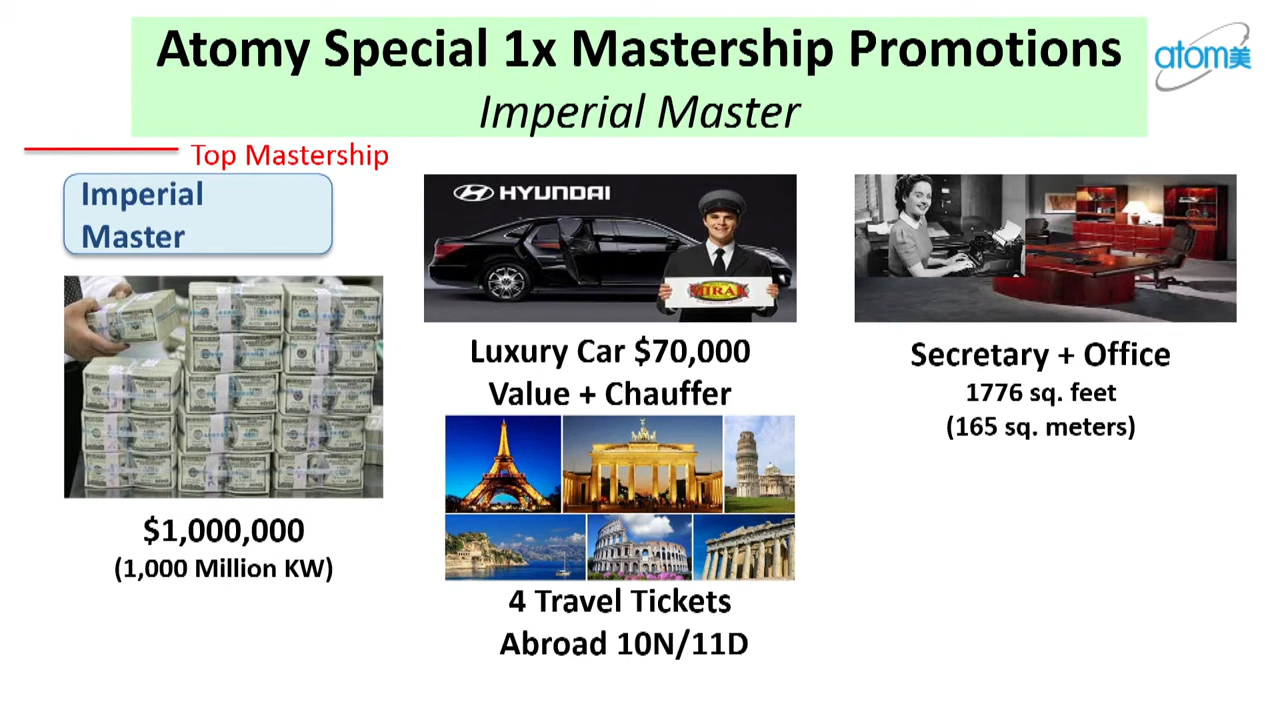 Atomy Special 1x Mastership Promotions
Imperial Master
atom美
Top Mastership
Imperial
Master
HYUNDAI
MIRAE
Luxury Car $70,000
Value + Chauffer
Secretary + Office
1776 sq. feet
(165 sq. meters)
$1,000,000
(1,000 Million KW)
4 Travel Tickets
Abroad 10N/11D